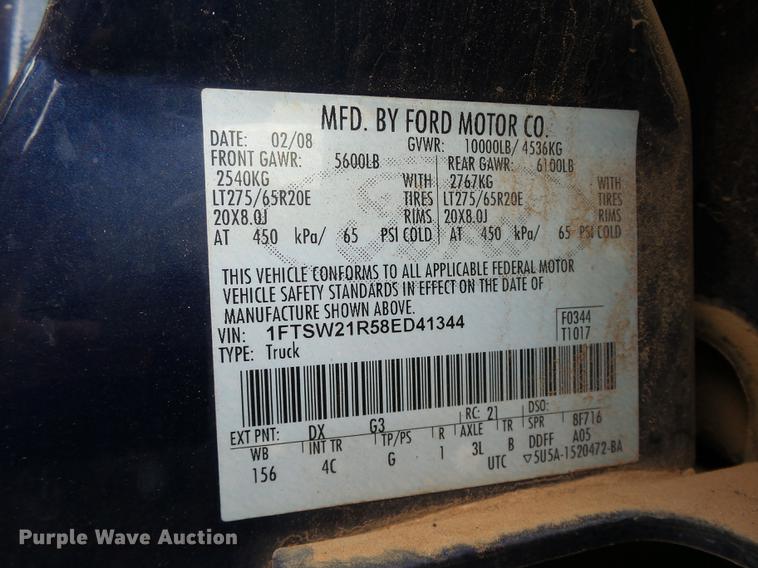 MFD. BY FORD MOTOR CO.
DATE: 02/08 GVWR: 10000LB/ 4536KG
FRONT GAWR: 5600LB REAR GAWR: 6100LB
2540KG WITH 2767KG WITH
LT275/65R20E TIRES LT275/65R20E TIRES
20X8.0J RIMS 20X8.0J RIMS
AT 450 kPa/ 65 PSI COLD AT 450 kPa/ 65 PSI COLD
THIS VEHICLE CONFORMS TO ALL APPLICABLE FEDERAL MOTOR
VEHICLE SAFETY STANDARDS IN EFFECT ON THE DATE OF
MANUFACTURE SHOWN ABOVE.
VIN: 1FTSW21R58ED41344 F0344
TYPE: Truck T1017
EXT PNT: DX G3 RC: 21 DSO:
WB INT TR TP/PS R AXLE TR SPR 8F716
156 4C G 1 3L B DDFF A05
UTC ▽5U5A-1520472-BA
Purple Wave Auction